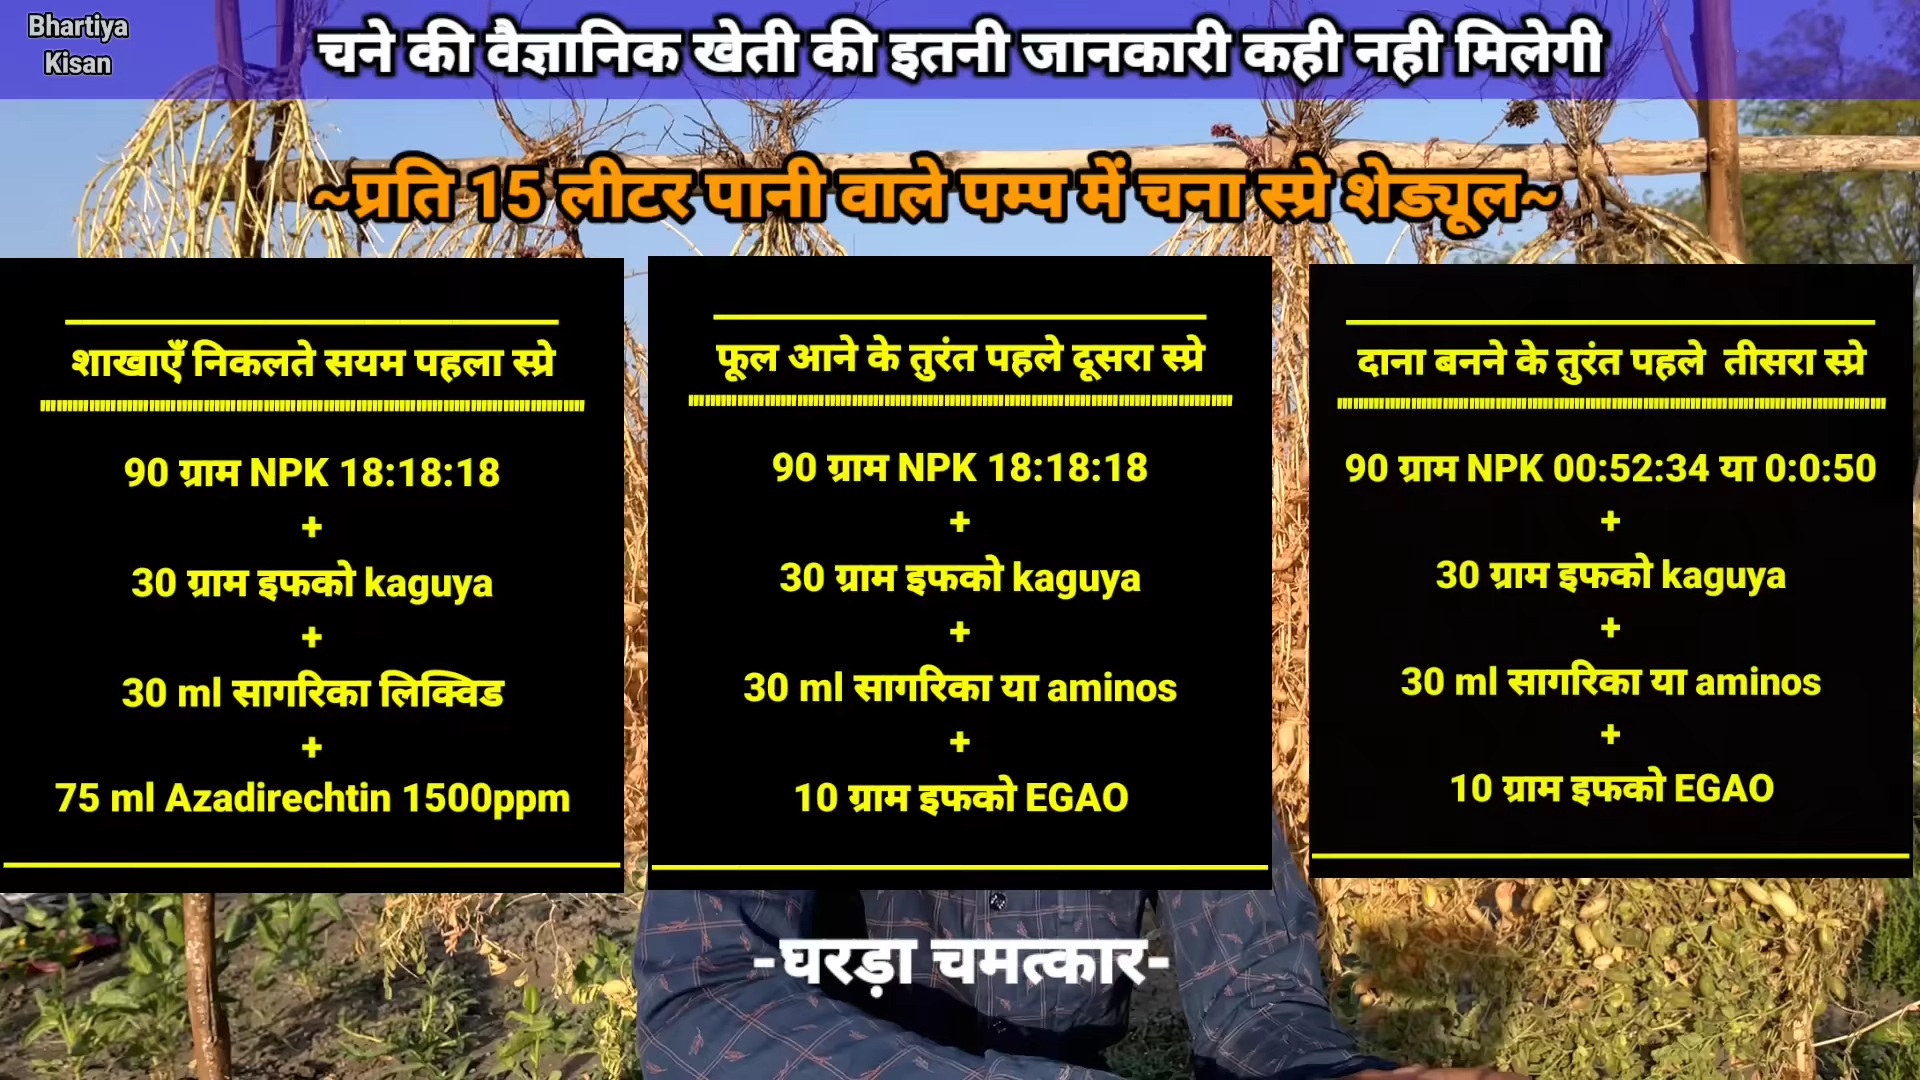 Bhartiya
Kisan
चने की वैज्ञानिक खेती की इतनी जानकारी कही नही मिलेगी
~प्रति 15 लीटर पानी वाले पम्प में चना स्प्रे शेड्यूल~
शाखाएँ निकलते सयम पहला स्प्रे
90 ग्राम NPK 18:18:18
+
30 ग्राम इफको kaguya
+
30 ml सागरिका लिक्विड
+
75 ml Azadirechtin 1500ppm
फूल आने के तुरंत पहले दूसरा स्प्रे
90 ग्राम NPK 18:18:18
+
30 ग्राम इफको kaguya
+
30 ml सागरिका या aminos
+
10 ग्राम इफको EGAO
दाना बनने के तुरंत पहले तीसरा स्प्रे
90 ग्राम NPK 00:52:34 या 0:0:50
+
30 ग्राम इफको kaguya
+
30 ml सागरिका या aminos
+
10 ग्राम इफको EGAO
-घरड़ा चमत्कार-